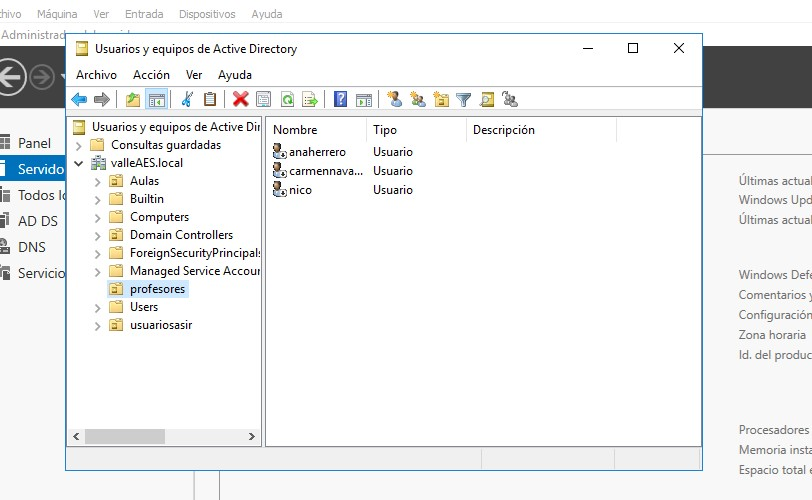 Máquina Ver Entrada Dispositivos Ayuda
Usuarios y equipos de Active Directory
Archivo Acción Ver Ayuda
Usuarios y equipos de Active Dir
Consultas guardadas
valleAES.local
Aulas
Builtin
Computers
Domain Controllers
ForeignSecurityPrincipals
Managed Service Accour
profesores
Users
usuariosasir
Nombre Tipo Descripción
anaherrero Usuario
carmennava... Usuario
nico Usuario
Panel
Servido
Todos lo
AD DS
DNS
Servicio
Últimas actual
Windows Upd
Últimas actual
Windows Defe
Comentarios y
Configuración
Zona horaria
Id. del produc
Procesadores
Memoria insta
Espacio total e